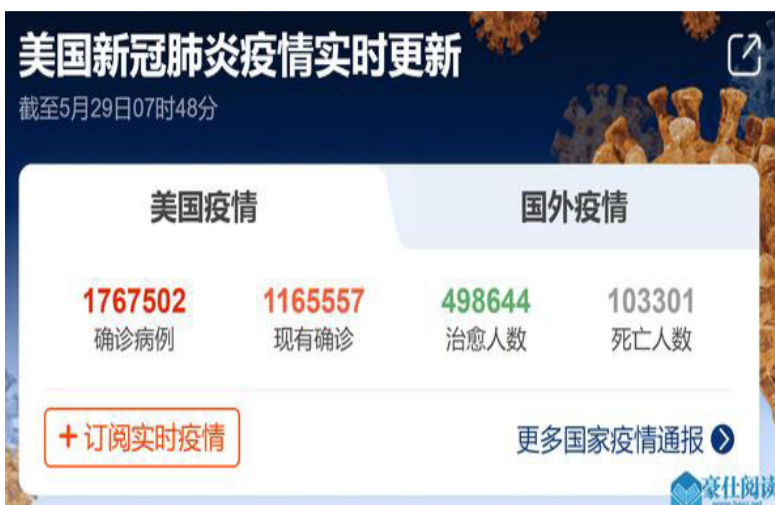 美国新冠肺炎疫情实时更新
截至5月29日07时48分
美国疫情 国外疫情
1767502 1165557 498644 103301
确诊病例 现有确诊 治愈人数 死亡人数
+ 订阅实时疫情 更多国家疫情通报
豪仕阅读